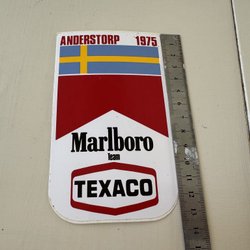 ANDERSTORP 1975
Marlboro
Team
TEXACO